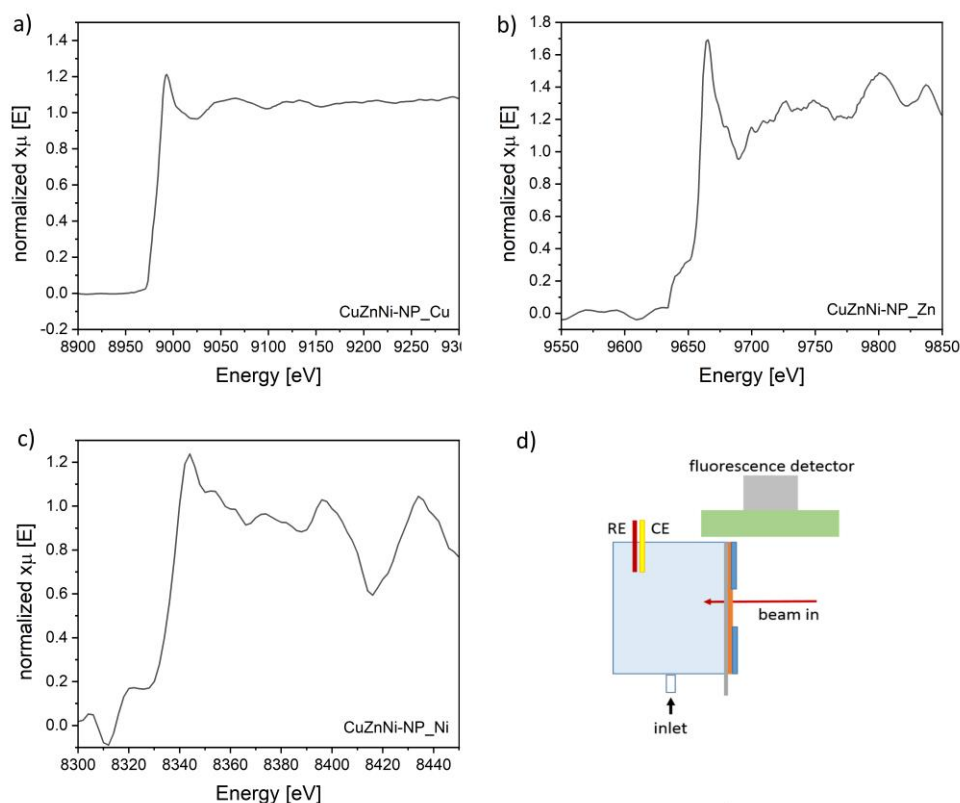 a)
normalized xμ [E]
1.4
1.2
1.0
0.8
0.6
0.4
0.2
0.0
-0.2
8900 8950 9000 9050 9100 9150 9200 9250 930
Energy [eV]
CuZnNi-NP_Cu
b)
normalized xμ [E]
1.8
1.6
1.4
1.2
1.0
0.8
0.6
0.4
0.2
0.0
9550 9600 9650 9700 9750 9800 9850
Energy [eV]
CuZnNi-NP_Zn
c)
normalized xμ [E]
1.2
1.0
0.8
0.6
0.4
0.2
0.0
8300 8320 8340 8360 8380 8400 8420 8440
Energy [eV]
CuZnNi-NP_Ni
d)
fluorescence detector
RE CE
beam in
inlet